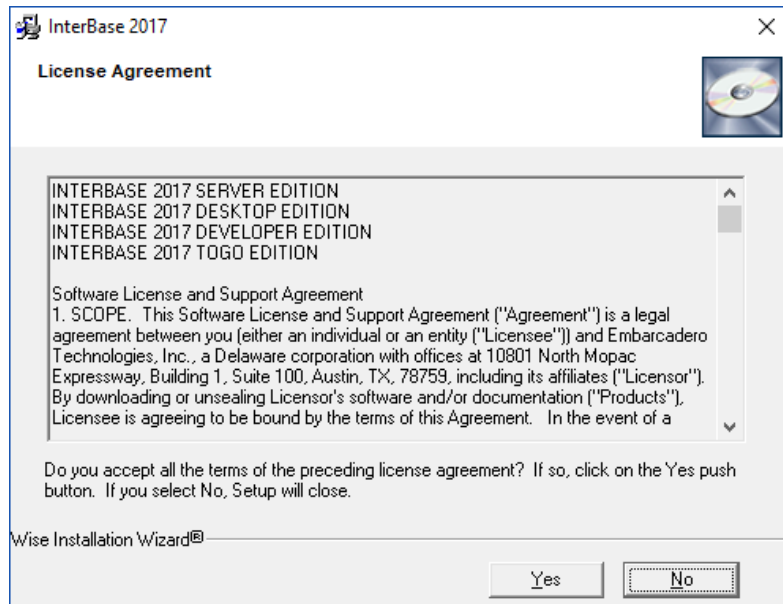 InterBase 2017
License Agreement
INTERBASE 2017 SERVER EDITION
INTERBASE 2017 DESKTOP EDITION
INTERBASE 2017 DEVELOPER EDITION
INTERBASE 2017 TOGO EDITION
Software License and Support Agreement
1. SCOPE.  This Software License and Support Agreement ("Agreement") is a legal
agreement between you (either an individual or an entity ("Licensee")) and Embarcadero
Technologies, Inc., a Delaware corporation with offices at 10801 North Mopac
Expressway, Building 1, Suite 100, Austin, TX, 78759, including its affiliates ("Licensor").
By downloading or unsealing Licensor's software and/or documentation ("Products"),
Licensee is agreeing to be bound by the terms of this Agreement.   In the event of a
Do you accept all the terms of the preceding license agreement?  If so, click on the Yes push
button.  If you select No, Setup will close.
Wise Installation Wizard®
Yes
No